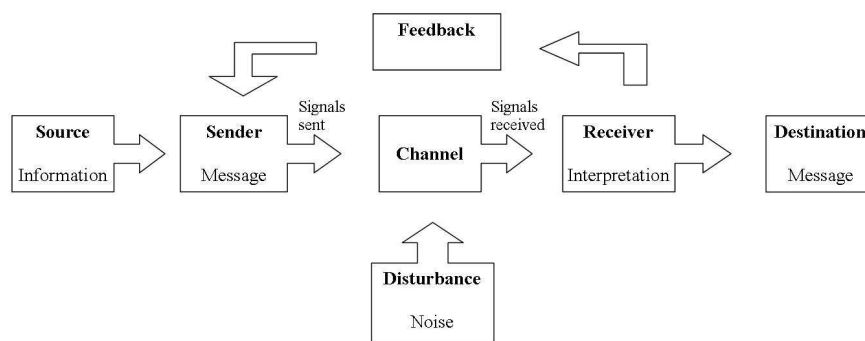 Feedback
Signals
sent
Signals
received
Source
Information
Sender
Message
Channel
Receiver
Interpretation
Destination
Message
Disturbance
Noise